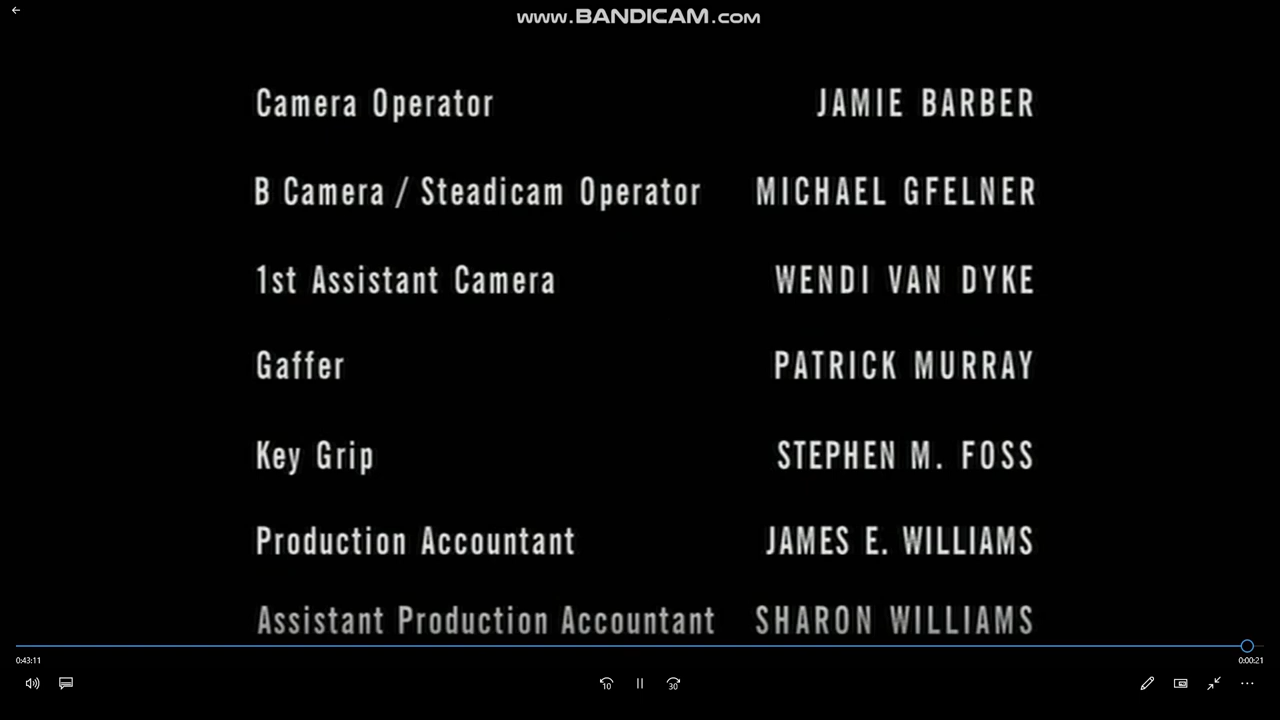 www.BANDICAM.com
Camera Operator JAMIE BARBER
B Camera / Steadicam Operator MICHAEL GFELNER
1st Assistant Camera WENDI VAN DYKE
Gaffer PATRICK MURRAY
Key Grip STEPHEN M. FOSS
Production Accountant JAMES E. WILLIAMS
Assistant Production Accountant SHARON WILLIAMS
0:43:11 0:00:21
10 30